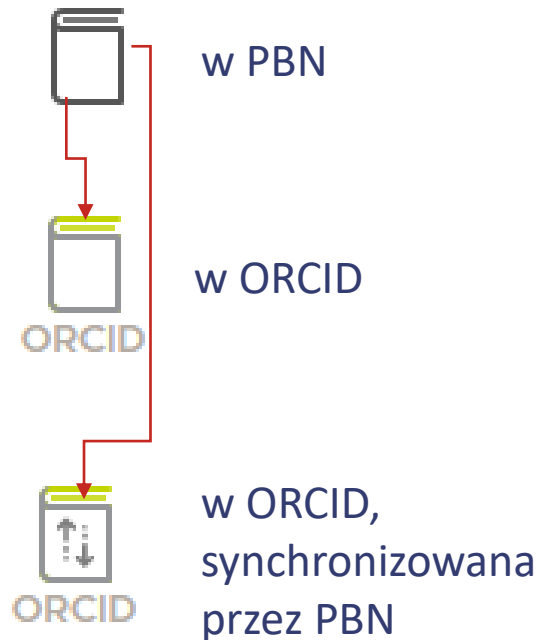 w PBN
w ORCID
ORCID
w ORCID,
synchronizowana
przez PBN
ORCID